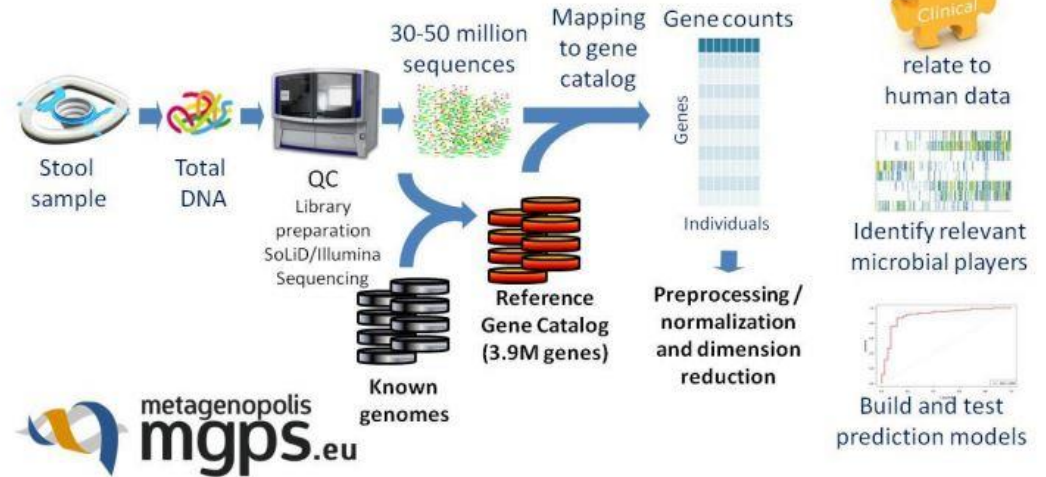 Stool
sample
Total
DNA
QC
Library
preparation
SoLiD/Illumina
Sequencing
30-50 million
sequences
Known
genomes
Reference
Gene Catalog
(3.9M genes)
Mapping
to gene
catalog
Gene counts
Genes
Individuals
Preprocessing /
normalization
and dimension
reduction
Clinical
relate to
human data
Identify relevant
microbial players
Build and test
prediction models
metagenopolis
mgps.eu